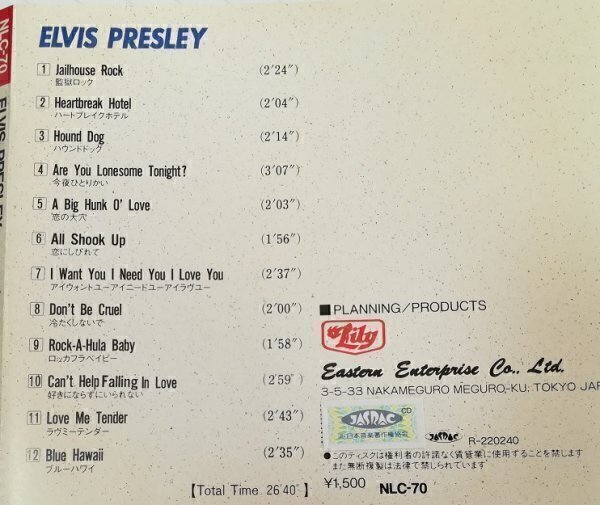 NLC-70 ELVIS PRESLEY
ELVIS PRESLEY
1 Jailhouse Rock (2′24″)
監獄ロック
2 Heartbreak Hotel (2′04″)
ハートブレイクホテル
3 Hound Dog (2′14″)
ハウンドドッグ
4 Are You Lonesome Tonight? (3′07″)
今夜ひとりかい
5 A Big Hunk O' Love (2′03″)
恋の大穴
6 All Shook Up (1′56″)
恋にしびれて
7 I Want You I Need You I Love You (2′37″)
アイウォントユーアイニードユーアイラヴユー
8 Don't Be Cruel (2′00″)
冷たくしないで
9 Rock-A-Hula Baby (1′58″)
ロッカフラベイビー
10 Can't Help Falling In Love (2′59″)
好きにならずにいられない
11 Love Me Tender (2′43″)
ラヴミーテンダー
12 Blue Hawaii (2′35″)
ブルーハワイ
【Total Time 26′40″】
■PLANNING/PRODUCTS
Lily
Eastern Enterprise Co., Ltd.
3-5-33 NAKAMEGURO MEGURO,-KU; TOKYO JAP
JASRAC CD
日本音楽著作権協会
JASRAC R-220240
●このディスクは権利者の許諾なく賃貸業に使用することを禁じます
また無断複製は法律で禁じられています
¥1,500 NLC-70